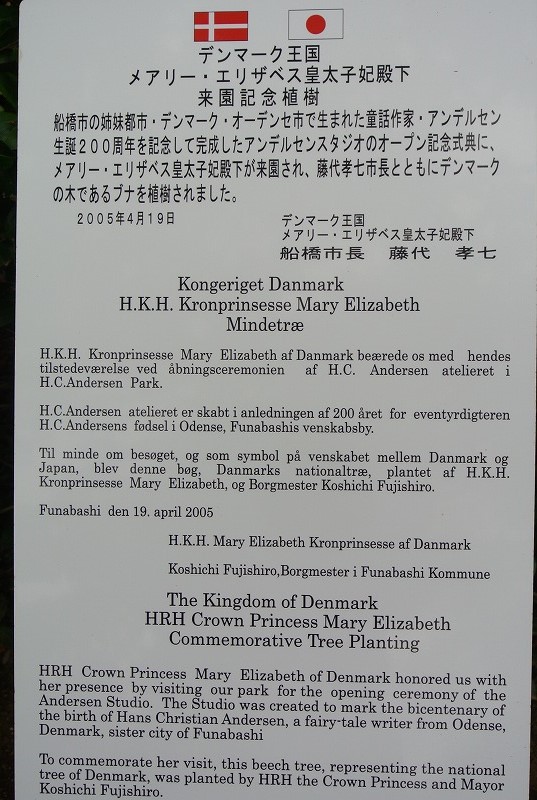 デンマーク王国
メアリー・エリザベス皇太子妃殿下
来園記念植樹
船橋市の姉妹都市・デンマーク・オーデンセ市で生まれた童話作家・アンデルセン
生誕200周年を記念して完成したアンデルセンスタジオのオープン記念式典に、
メアリー・エリザベス皇太子妃殿下が来園され、藤代孝七市長とともにデンマーク
の木であるブナを植樹されました。
2005年4月19日
デンマーク王国
メアリー・エリザベス皇太子妃殿下
船橋市長 藤代 孝七
Kongeriget Danmark
H.K.H. Kronprinsesse Mary Elizabeth
Mindetræ
H.K.H. Kronprinsesse Mary Elizabeth af Danmark beærede os med hendes
tilstedeværelse ved åbningsceremonien af H.C. Andersen atelieret i
H.C.Andersen Park.
H.C.Andersen atelieret er skabt i anledningen af 200 året for eventyrdigteren
H.C.Andersens fødsel i Odense, Funabashis venskabsby.
Til minde om besøget, og som symbol på venskabet mellem Danmark og
Japan, blev denne bøg, Danmarks nationaltræ, plantet af H.K.H.
Kronprinsesse Mary Elizabeth, og Borgmester Koshichi Fujishiro.
Funabashi den 19. april 2005
H.K.H. Mary Elizabeth Kronprinsesse af Danmark
Koshichi Fujishiro,Borgmester i Funabashi Kommune
The Kingdom of Denmark
HRH Crown Princess Mary Elizabeth
Commemorative Tree Planting
HRH Crown Princess Mary Elizabeth of Denmark honored us with
her presence by visiting our park for the opening ceremony of the
Andersen Studio. The Studio was created to mark the bicentenary of
the birth of Hans Christian Andersen, a fairy-tale writer from Odense,
Denmark, sister city of Funabashi
To commemorate her visit, this beech tree, representing the national
tree of Denmark, was planted by HRH the Crown Princess and Mayor
Koshichi Fujishiro.